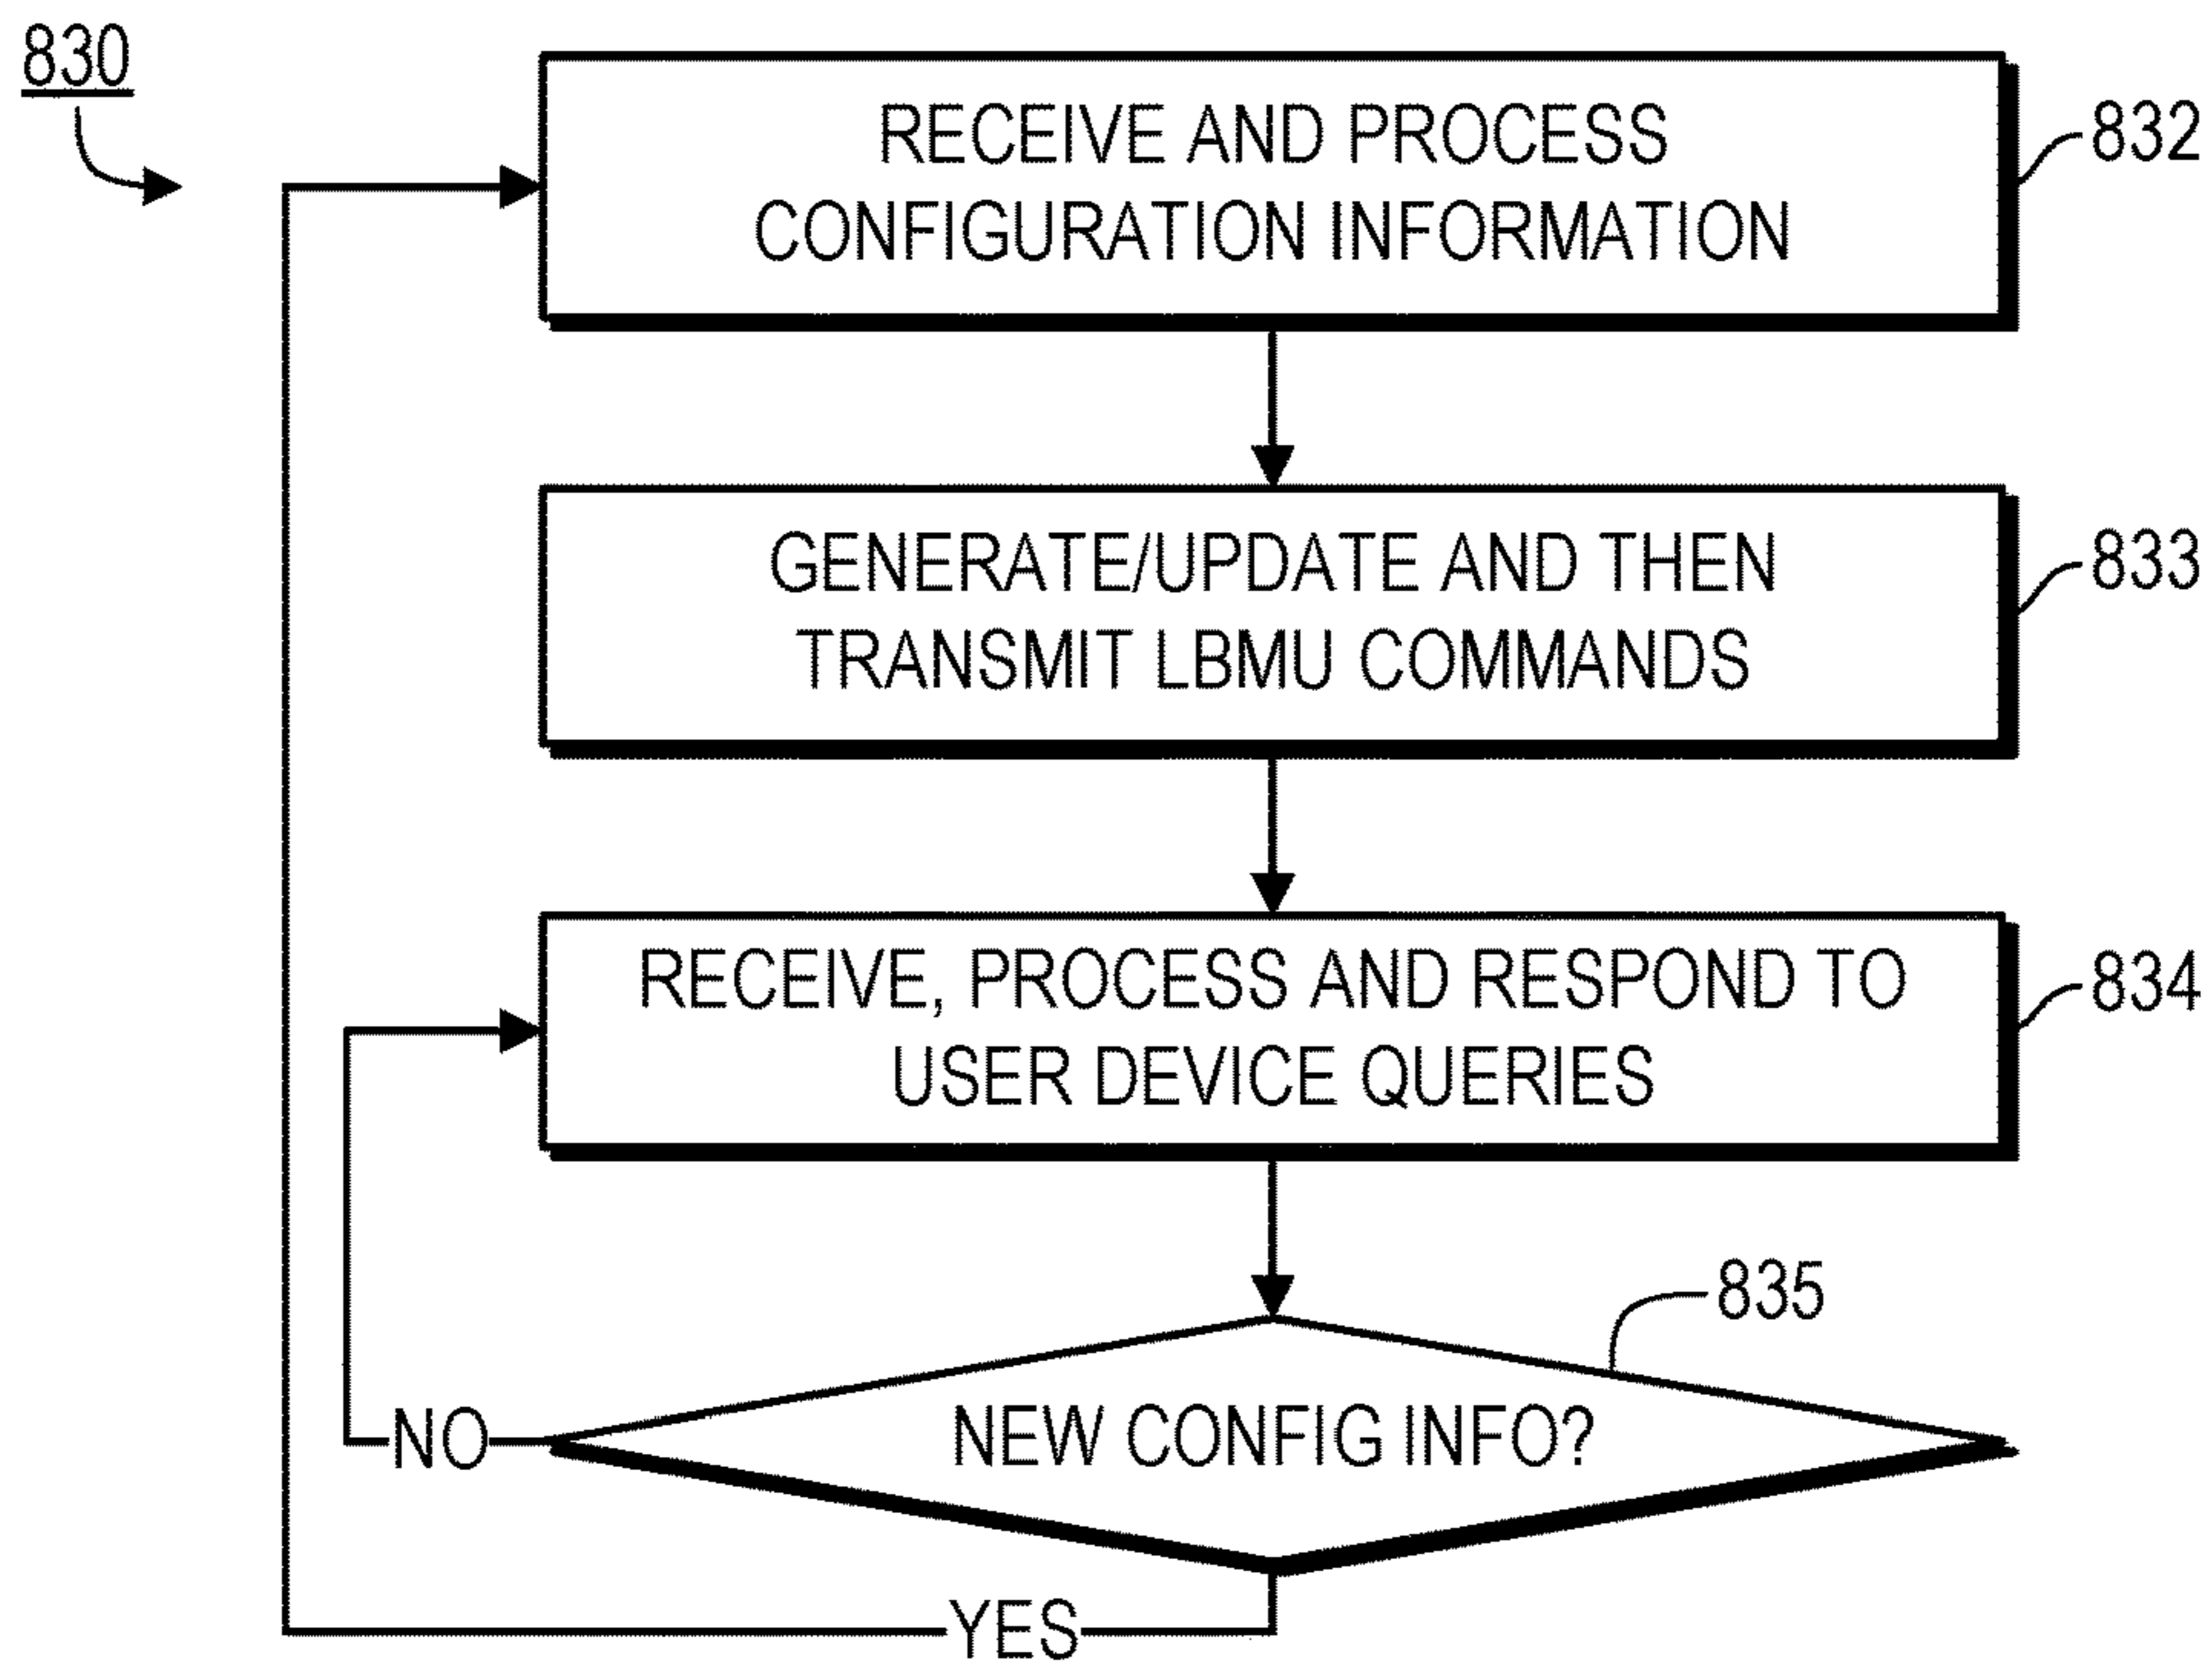 830
RECEIVE AND PROCESS
CONFIGURATION INFORMATION
832
GENERATE/UPDATE AND THEN
TRANSMIT LBMU COMMANDS
833
RECEIVE, PROCESS AND RESPOND TO
USER DEVICE QUERIES
834
835
NEW CONFIG INFO?
NO
YES